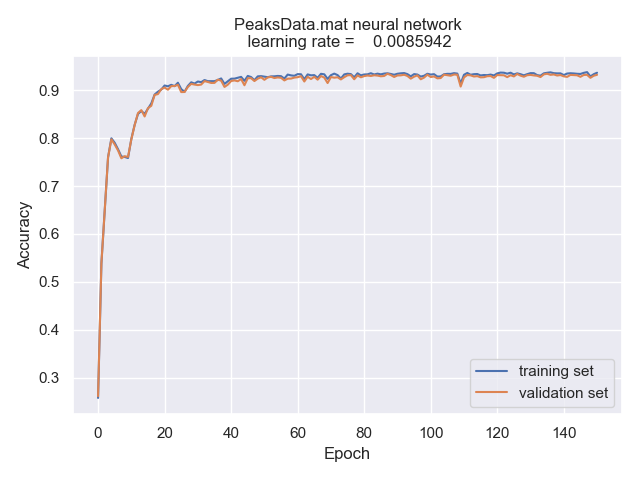 PeaksData.mat neural network
learning rate = 0.0085942
Accuracy
0.9
0.8
0.7
0.6
0.5
0.4
0.3
training set
validation set
0 20 40 60 80 100 120 140
Epoch